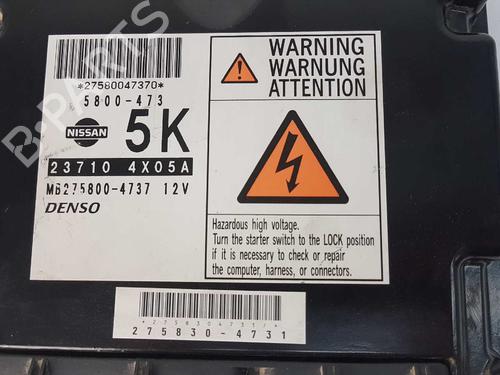 *27580047370*
5800-473
NISSAN
5K
23710 4X05A
MB275800-4737 12V
DENSO
WARNING
WARNUNG
ATTENTION
Hazardous high voltage.
Turn the starter switch to the LOCK position
if it is necessary to check or repair
the computer, harness, or connectors.
275830-4731
B-PARTS